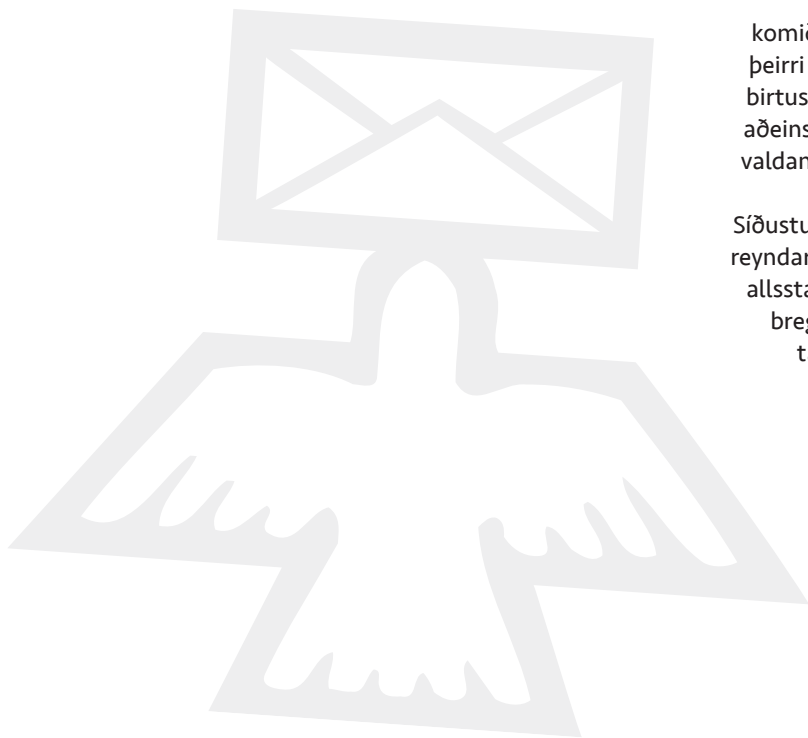 komið
þeirri
birtus
aðeins
valdan
Síðustu
reyndar
allssta
breg
t